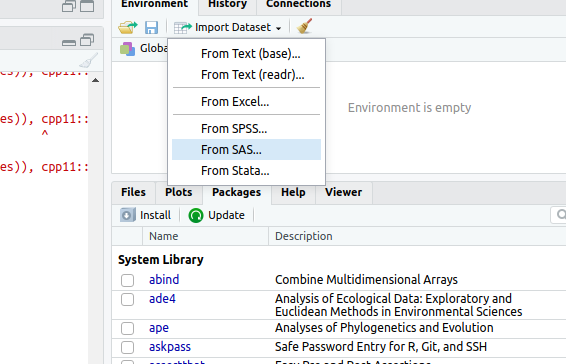 Environment History Connections
Import Dataset
Globa
From Text (base)...
From Text (readr)...
From Excel...
From SPSS...
From SAS...
From Stata...
Environment is empty
es)), cpp11::
es)), cpp11::
^
es)), cpp11::
Files Plots Packages Help Viewer
Install Update
Name Description
System Library
abind Combine Multidimensional Arrays
ade4 Analysis of Ecological Data: Exploratory and
Euclidean Methods in Environmental Sciences
ape Analyses of Phylogenetics and Evolution
askpass Safe Password Entry for R, Git, and SSH